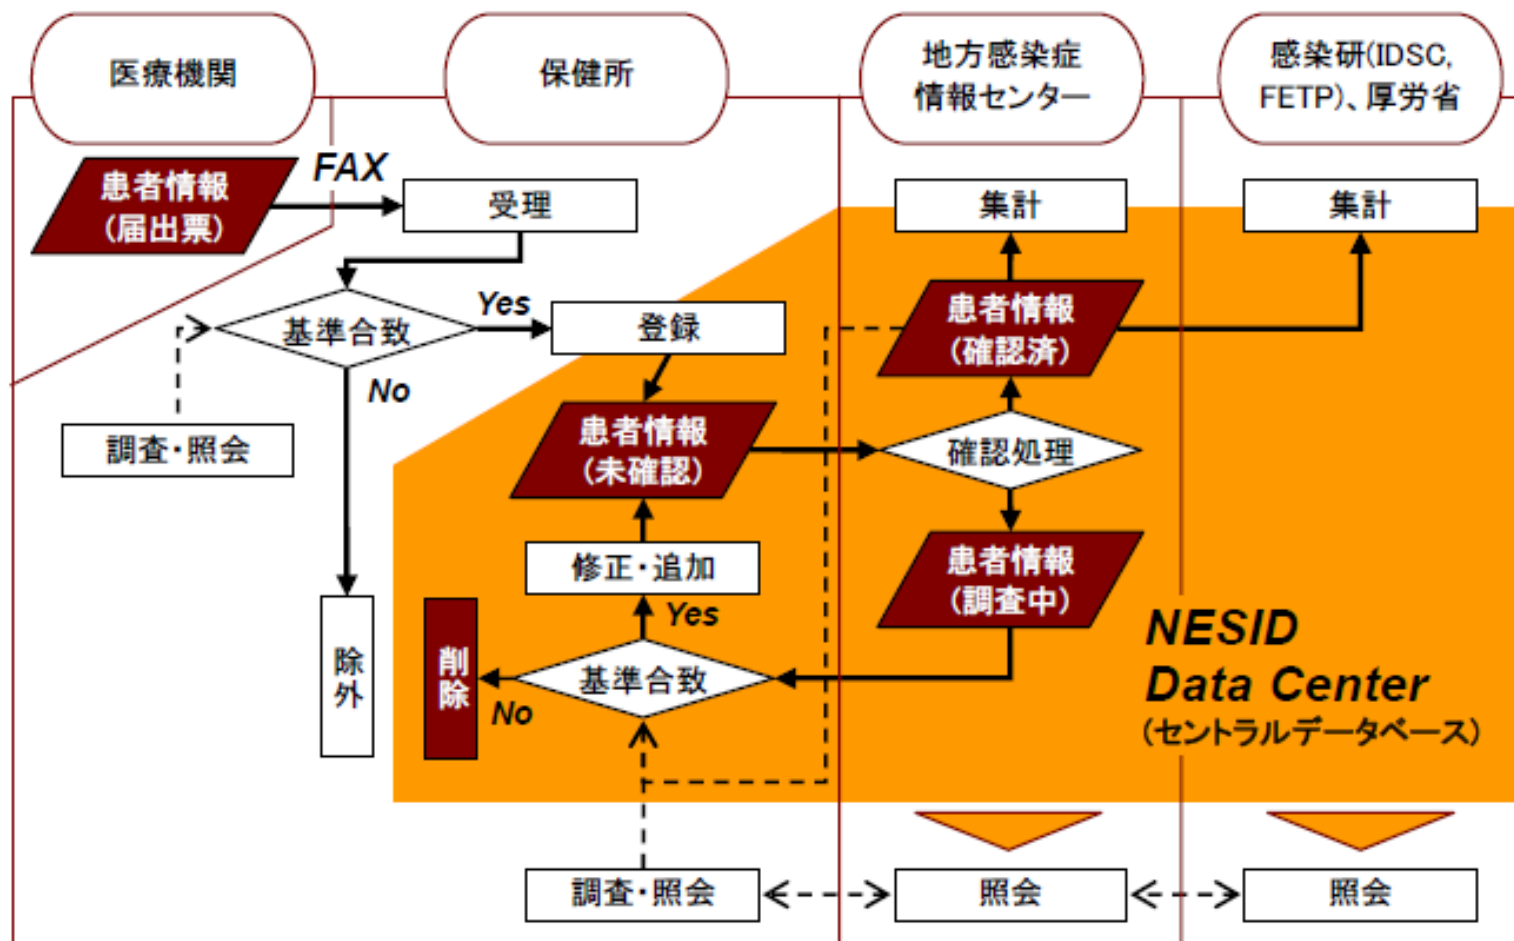 医療機関
保健所
地方感染症
情報センター
感染研(IDSC,
FETP)、厚労省
患者情報
(届出票)
FAX
受理
集計
集計
基準合致
Yes
登録
患者情報
(確認済)
No
調査・照会
患者情報
(未確認)
確認処理
修正・追加
患者情報
(調査中)
Yes
除外
削除
基準合致
No
NESID
Data Center
(セントラルデータベース)
調査・照会
照会
照会